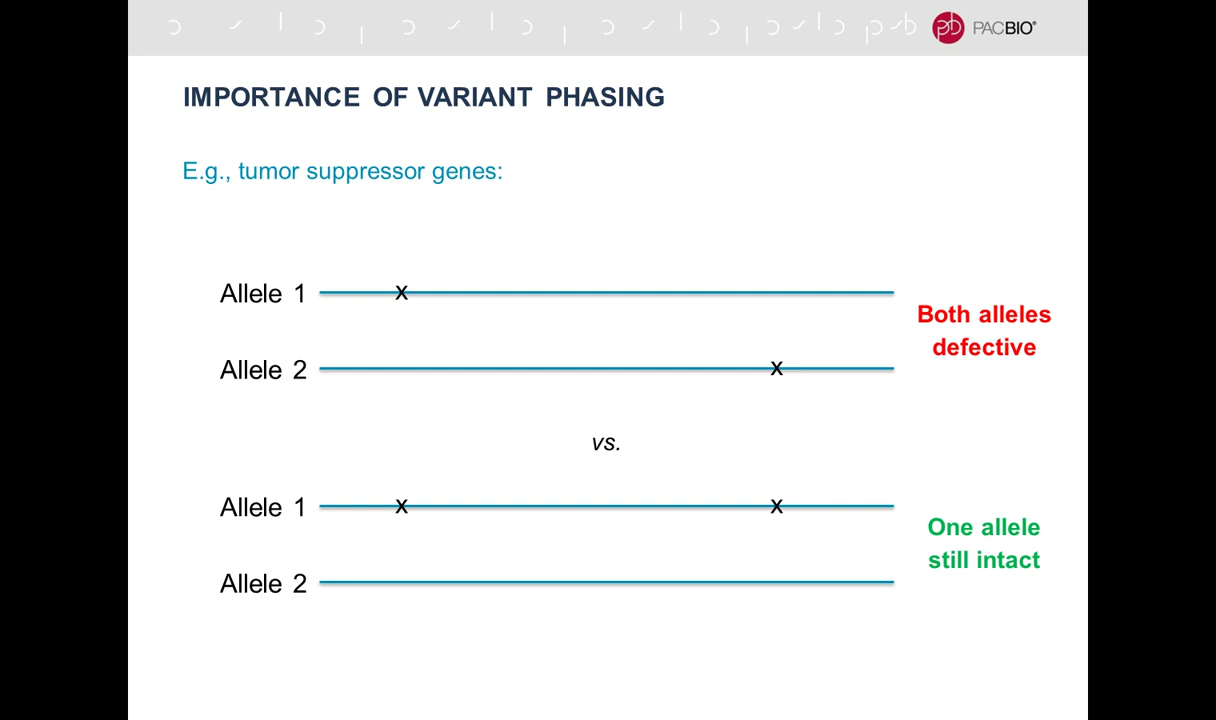 PACBIO®
IMPORTANCE OF VARIANT PHASING
E.g., tumor suppressor genes:
Allele 1
x
Both alleles
defective
Allele 2
x
vs.
Allele 1
x x
One allele
still intact
Allele 2